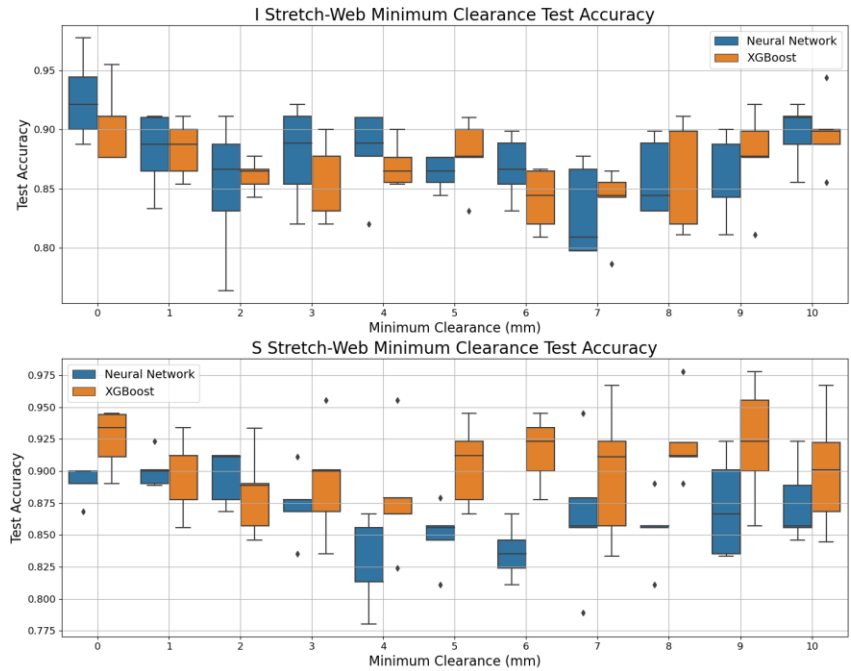 I Stretch-Web Minimum Clearance Test Accuracy
Neural Network
XGBoost
0.95
0.90
0.85
0.80
Test Accuracy
0 1 2 3 4 5 6 7 8 9 10
Minimum Clearance (mm)
S Stretch-Web Minimum Clearance Test Accuracy
Neural Network
XGBoost
0.975
0.950
0.925
0.900
0.875
0.850
0.825
0.800
0.775
Test Accuracy
0 1 2 3 4 5 6 7 8 9 10
Minimum Clearance (mm)